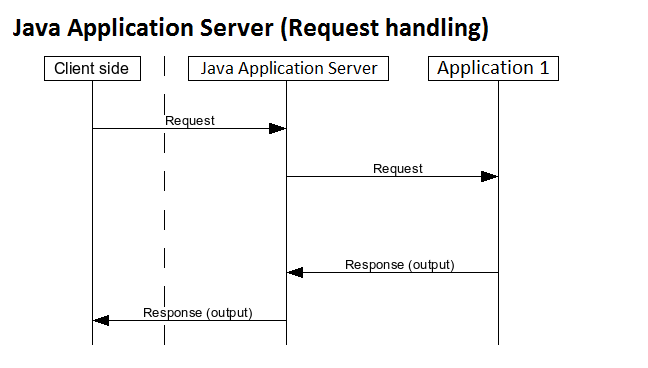 Java Application Server (Request handling)
Client side
Java Application Server
Application 1
Request
Request
Response (output)
Response (output)